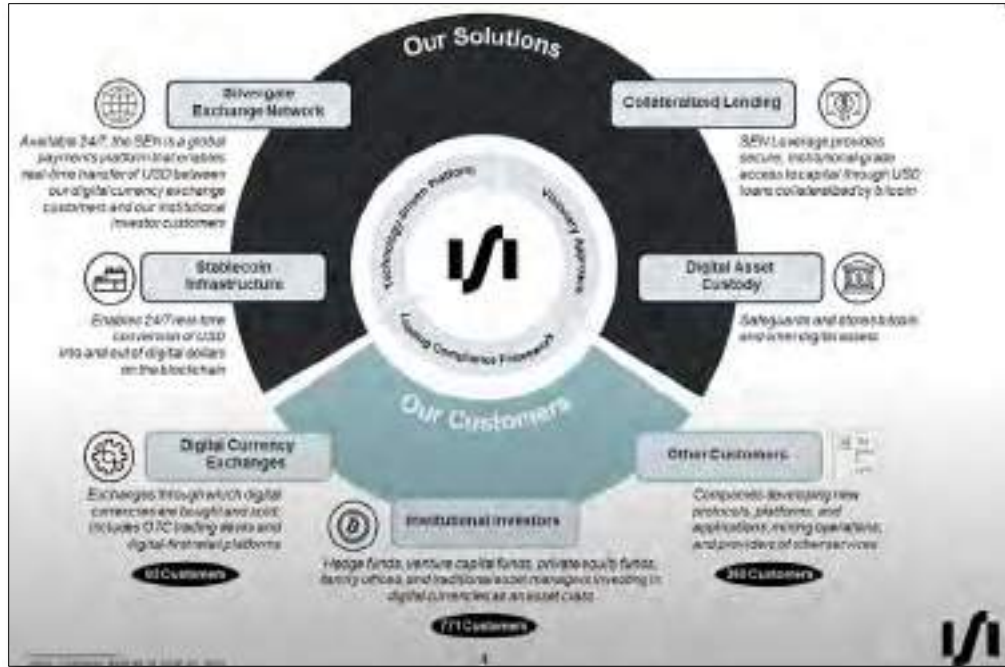 Our Solutions
Silvergate
Exchange Network
Available 24/7, the SEN is a global
payments platform that enables
real-time transfer of USD between
our digital currency exchange
customers and our institutional
investor customers
Collateralized Lending
SEN Leverage provides
secure, institutional-grade
access to capital through USD
loans collateralized by bitcoin
Technology-Driven Platform
Visionary Approach
Leading Compliance Framework
Stablecoin
Infrastructure
Enables 24/7 real-time
conversion of USD
into and out of digital dollars
on the blockchain
Digital Asset
Custody
Safeguards and stores bitcoin
and other digital assets
Our Customers
Digital Currency
Exchanges
Exchanges through which digital
currencies are bought and sold;
includes OTC trading desks and
digital-first retail platforms
Customers
Institutional Investors
Hedge funds, venture capital funds, private equity funds,
family offices, and traditional asset managers investing in
digital currencies as an asset class
771 Customers
Other Customers
Companies developing new
protocols, platforms, and
applications; mining operations;
and providers of other services
Customers